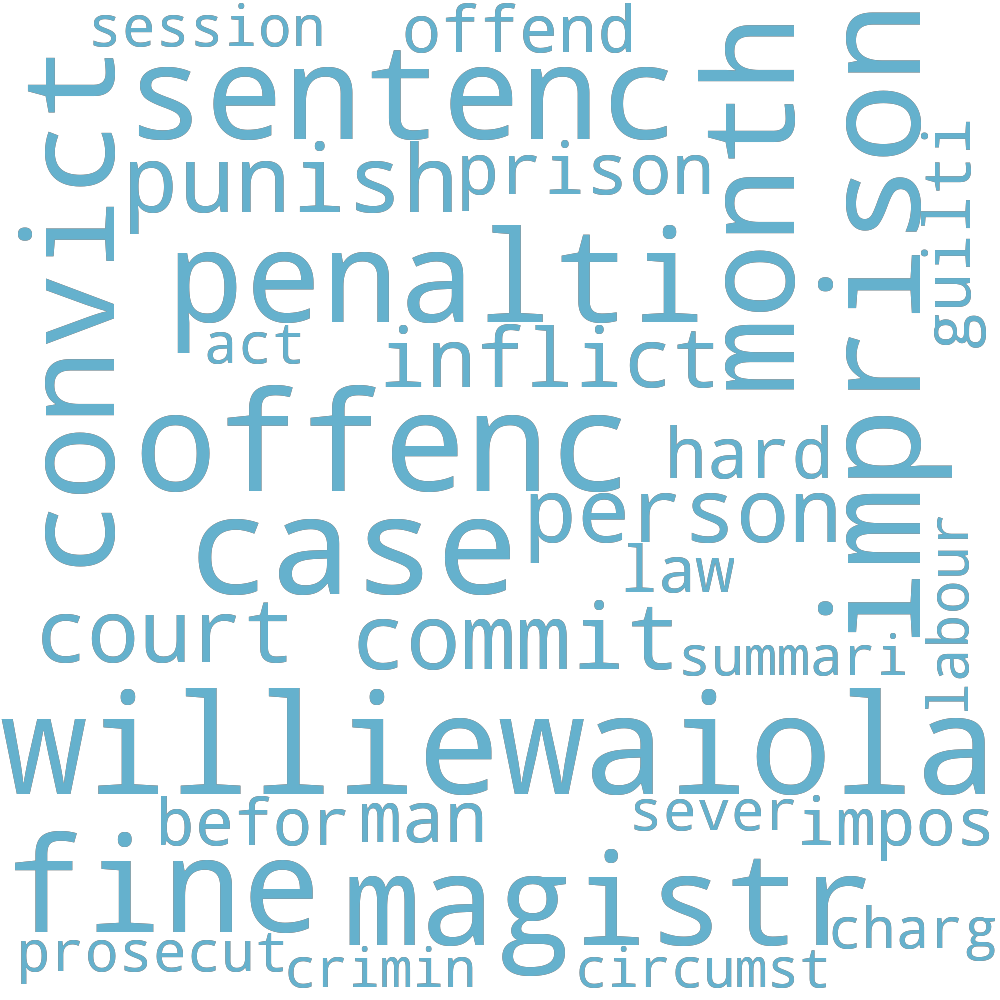 session
offend
sentenc
convict
month
imprison
punish
prison
guilti
penalti
act
inflict
offenc
hard
person
case
law
labour
court
commit
summari
williewaiola
befor
man
sever
impos
fine
magistr
charg
prosecut
crimin
circumst